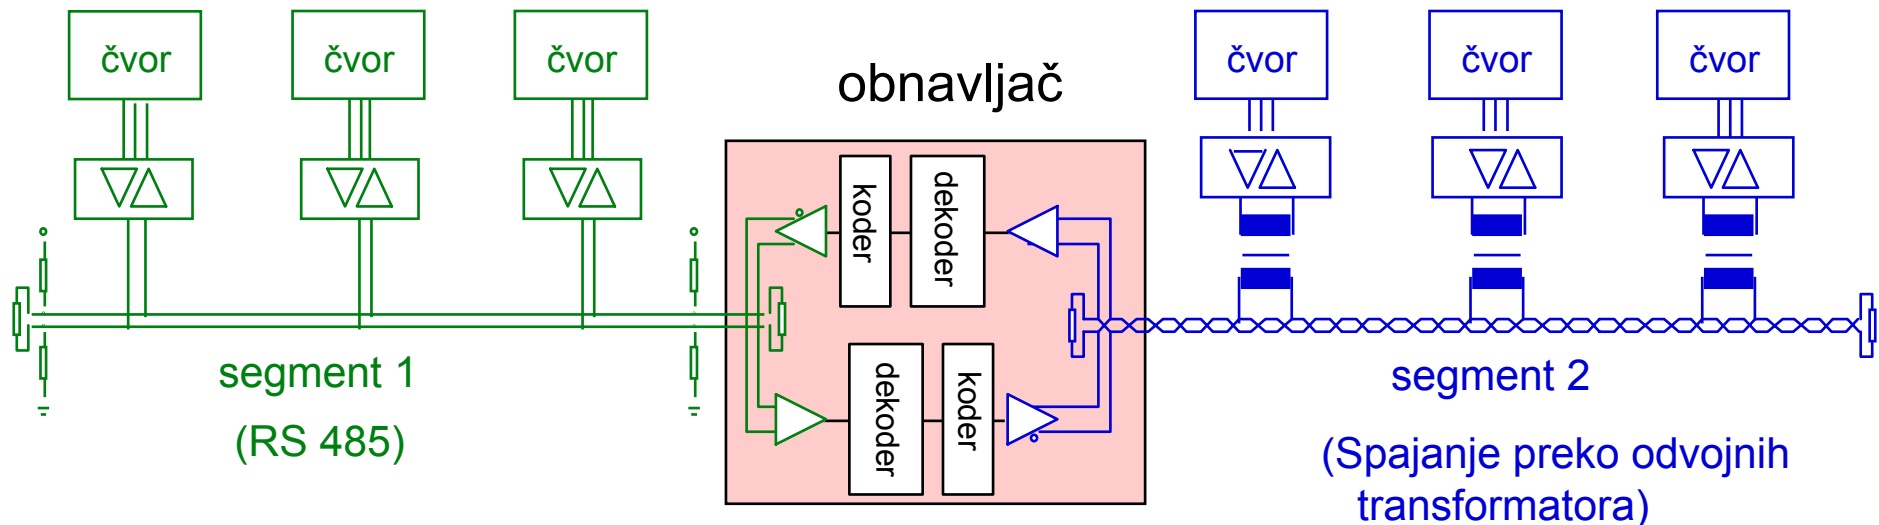 čvor
čvor
čvor
obnavljač
čvor
čvor
čvor
koder
dekoder
dekoder
koder
segment 1
(RS 485)
segment 2
(Spajanje preko odvojnih
transformatora)